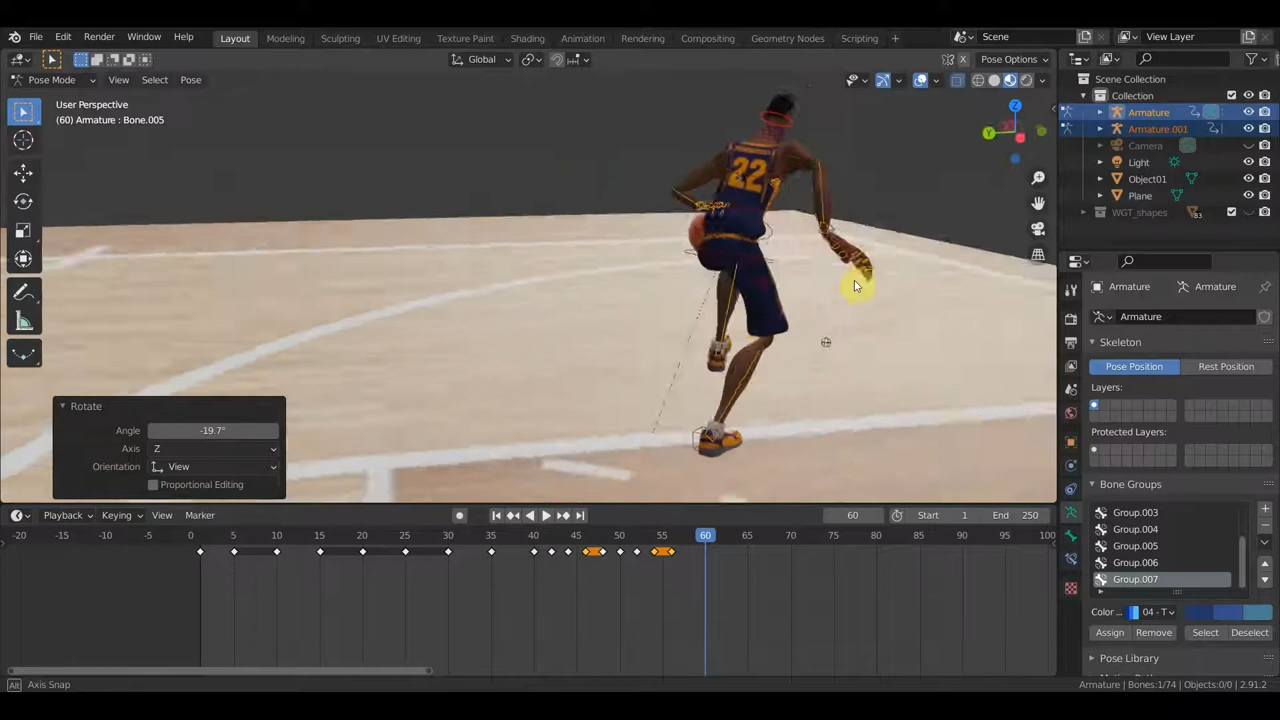 File Edit Render Window Help Layout Modeling Sculpting UV Editing Texture Paint Shading Animation Rendering Compositing Geometry Nodes Scripting + Scene View Layer
Global X Pose Options
Pose Mode View Select Pose
Scene Collection
Collection
Armature
Armature.001
Camera
Light
Object01
Plane
WGT_shapes 83
User Perspective
(60) Armature : Bone.005
Z
Y
22
Armature Armature
Armature
Skeleton
Pose Position Rest Position
Layers:
Protected Layers:
Bone Groups
Group.003
Group.004
Group.005
Group.006
Group.007
Color ... 04 - T
Assign Remove Select Deselect
Pose Library
Rotate
Angle -19.7°
Axis Z
Orientation View
Proportional Editing
Playback Keying View Marker 60 Start 1 End 250
-20 -15 -10 -5 0 5 10 15 20 25 30 35 40 45 50 55 60 65 70 75 80 85 90 95 100
Alt Axis Snap
Armature | Bones:1/74 | Objects:0/0 | 2.91.2